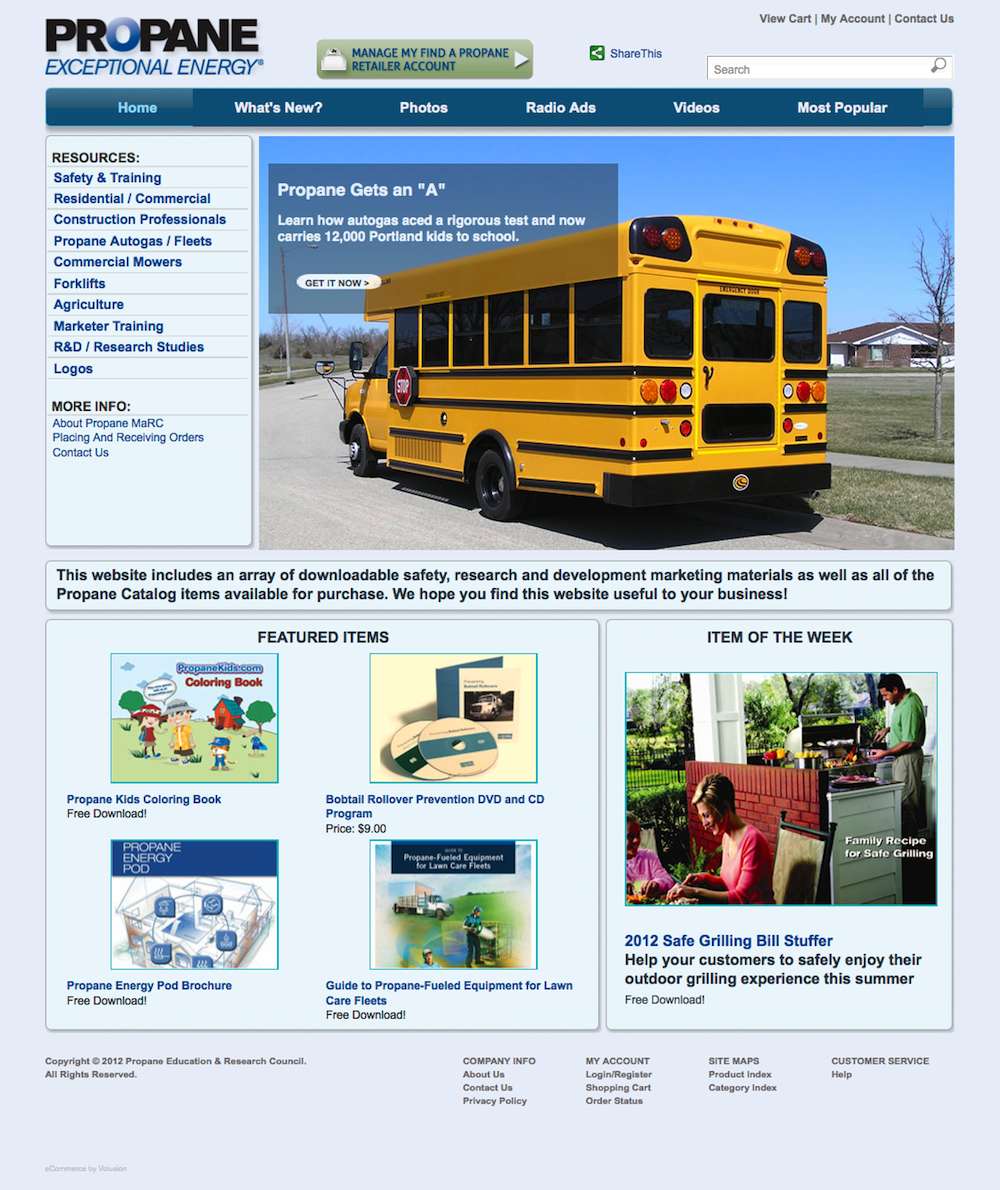 View Cart | My Account | Contact Us
PROPANE
EXCEPTIONAL ENERGY®
MANAGE MY FIND A PROPANE
RETAILER ACCOUNT
ShareThis
Search
Home
What's New?
Photos
Radio Ads
Videos
Most Popular
RESOURCES:
Safety & Training
Residential / Commercial
Construction Professionals
Propane Autogas / Fleets
Commercial Mowers
Forklifts
Agriculture
Marketer Training
R&D / Research Studies
Logos
MORE INFO:
About Propane MaRC
Placing And Receiving Orders
Contact Us
Propane Gets an "A"
Learn how autogas aced a rigorous test and now
carries 12,000 Portland kids to school.
GET IT NOW >
EMERGENCY DOOR
STOP
This website includes an array of downloadable safety, research and development marketing materials as well as all of the
Propane Catalog items available for purchase. We hope you find this website useful to your business!
FEATURED ITEMS
PropaneKids.com
Coloring Book
Propane Kids Coloring Book
Free Download!
Bobtail Rollover
Bobtail Rollover Prevention DVD and CD
Program
Price: $9.00
PROPANE
ENERGY
POD
Propane Energy Pod Brochure
Free Download!
GUIDE TO
Propane-Fueled Equipment
for Lawn Care Fleets
Guide to Propane-Fueled Equipment for Lawn
Care Fleets
Free Download!
ITEM OF THE WEEK
Family Recipe
for Safe Grilling
2012 Safe Grilling Bill Stuffer
Help your customers to safely enjoy their
outdoor grilling experience this summer
Free Download!
Copyright © 2012 Propane Education & Research Council.
All Rights Reserved.
COMPANY INFO
About Us
Contact Us
Privacy Policy
MY ACCOUNT
Login/Register
Shopping Cart
Order Status
SITE MAPS
Product Index
Category Index
CUSTOMER SERVICE
Help
eCommerce by Volusion